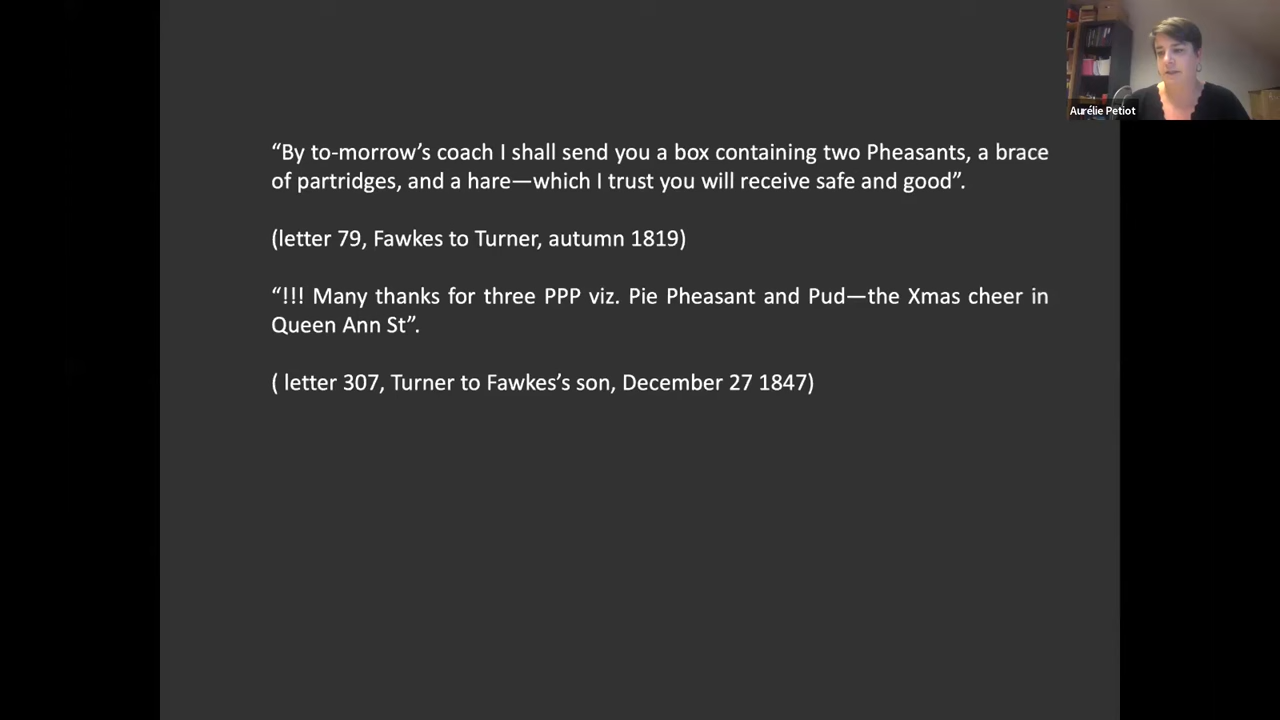 Aurélie Petiot
“By to-morrow’s coach I shall send you a box containing two Pheasants, a brace
of partridges, and a hare—which I trust you will receive safe and good”.
(letter 79, Fawkes to Turner, autumn 1819)
“!!! Many thanks for three PPP viz. Pie Pheasant and Pud—the Xmas cheer in
Queen Ann St”.
( letter 307, Turner to Fawkes’s son, December 27 1847)